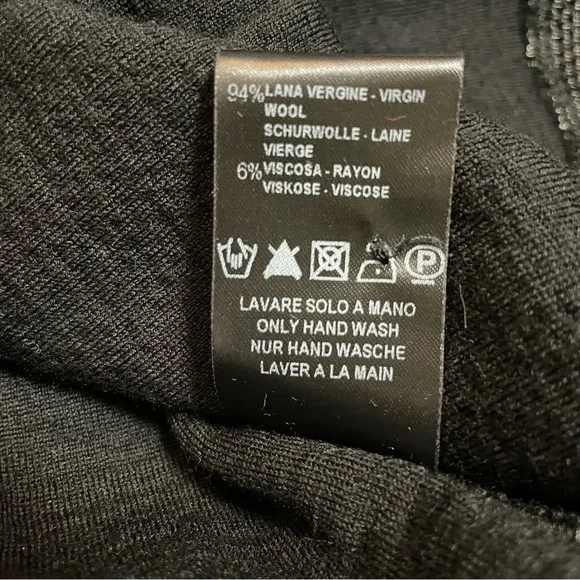 94% LANA VERGINE - VIRGIN
WOOL
SCHURWOLLE - LAINE
VIERGE
6% VISCOSA - RAYON
VISKOSE - VISCOSE
P
LAVARE SOLO A MANO
ONLY HAND WASH
NUR HAND WASCHE
LAVER A LA MAIN